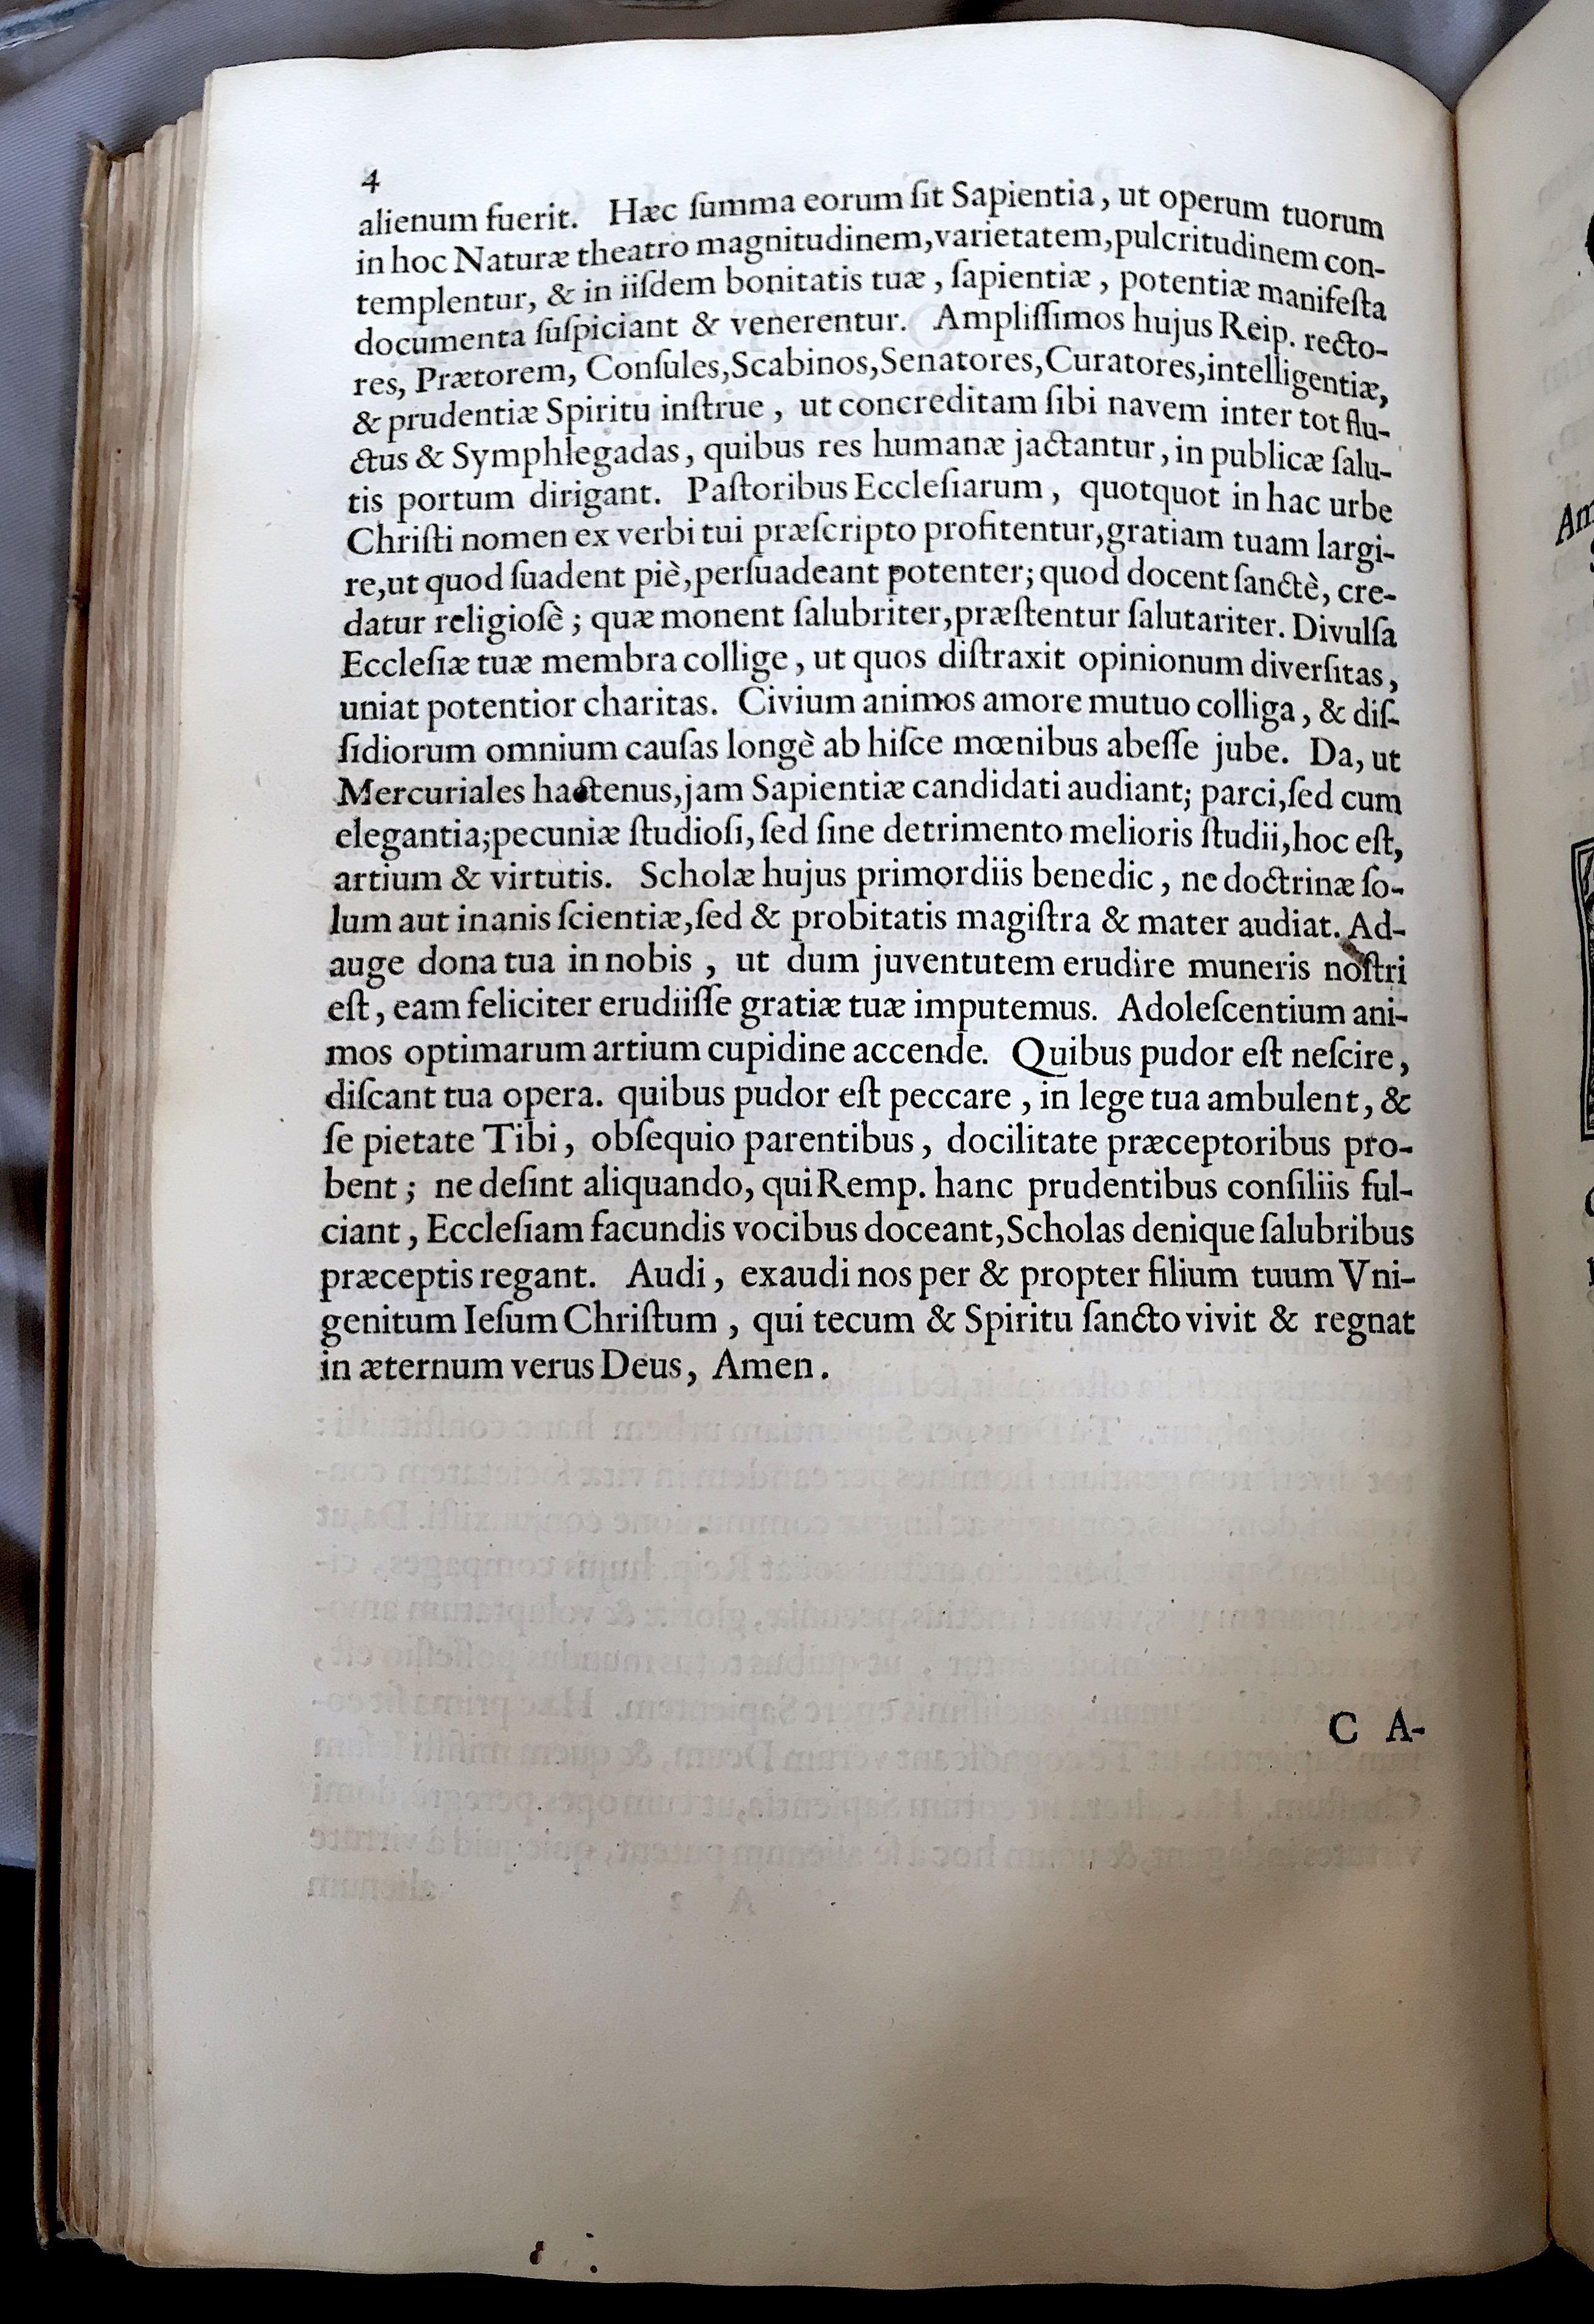 4
alienum fuerit. Hæc ſumma eorum ſit Sapientia, ut operum tuorum
in hoc Naturæ theatro magnitudinem, varietatem, pulcritudinem con-
templentur, & in iiſdem bonitatis tuæ, ſapientiæ, potentiæ manifeſta
documenta ſuſpiciant & venerentur. Ampliſſimos hujus Reip. recto-
res, Prætorem, Conſules, Scabinos, Senatores, Curatores, intelligentiæ,
& prudentiæ Spiritu inſtrue, ut concreditam ſibi navem inter tot flu-
ctus & Symphlegadas, quibus res humanæ jactantur, in publicæ ſalu-
tis portum dirigant. Paſtoribus Eccleſiarum, quotquot in hac urbe
Chriſti nomen ex verbi tui præſcripto profitentur, gratiam tuam largi-
re, ut quod ſuadent piè, perſuadeant potenter; quod docent ſanctè, cre-
datur religioſè; quæ monent ſalubriter, præſtentur ſalutariter. Divulſa
Eccleſiæ tuæ membra collige, ut quos diſtraxit opinionum diverſitas,
uniat potentior charitas. Civium animos amore mutuo colliga, & diſ-
ſidiorum omnium cauſas longè ab hiſce mœnibus abeſſe jube. Da, ut
Mercuriales hactenus, jam Sapientiæ candidati audiant; parci, ſed cum
elegantia; pecuniæ ſtudioſi, ſed ſine detrimento melioris ſtudii, hoc eſt,
artium & virtutis. Scholæ hujus primordiis benedic, ne doctrinæ ſo-
lum aut inanis ſcientiæ, ſed & probitatis magiſtra & mater audiat. Ad-
auge dona tua in nobis, ut dum juventutem erudire muneris noſtri
eſt, eam feliciter erudiiſſe gratiæ tuæ imputemus. Adoleſcentium ani-
mos optimarum artium cupidine accende. Quibus pudor eſt neſcire,
diſcant tua opera. quibus pudor eſt peccare, in lege tua ambulent, &
ſe pietate Tibi, obſequio parentibus, docilitate præceptoribus pro-
bent; ne deſint aliquando, qui Remp. hanc prudentibus conſiliis ful-
ciant, Eccleſiam facundis vocibus doceant, Scholas denique ſalubribus
præceptis regant. Audi, exaudi nos per & propter filium tuum Vni-
genitum Ieſum Chriſtum, qui tecum & Spiritu ſancto vivit & regnat
in æternum verus Deus, Amen.
C A-